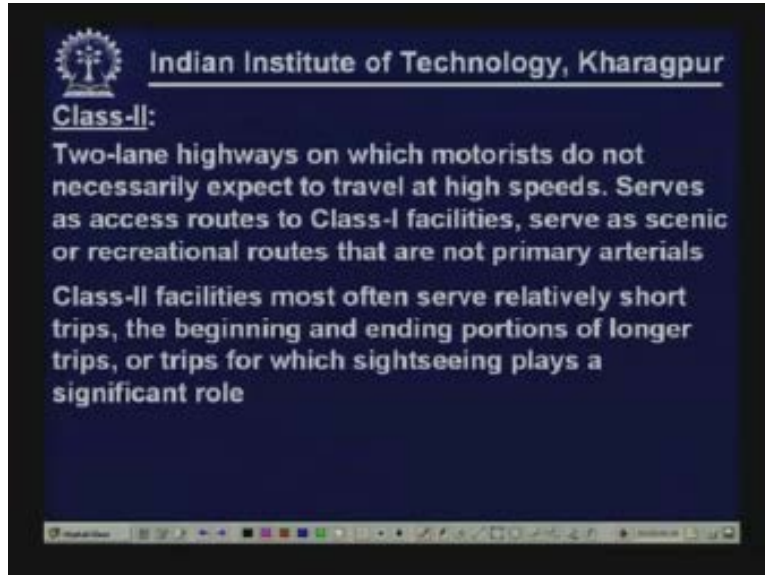 Indian Institute of Technology, Kharagpur
Class-II:
Two-lane highways on which motorists do not
necessarily expect to travel at high speeds. Serves
as access routes to Class-I facilities, serve as scenic
or recreational routes that are not primary arterials
Class-II facilities most often serve relatively short
trips, the beginning and ending portions of longer
trips, or trips for which sightseeing plays a
significant role